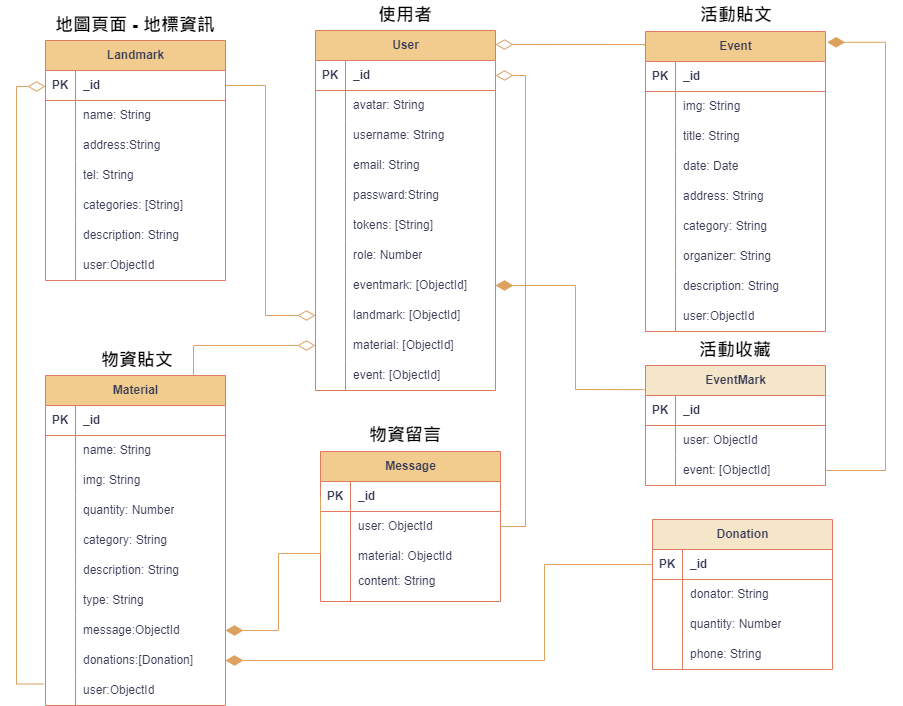 地圖頁面 - 地標資訊
Landmark
PK _id
name: String
address:String
tel: String
categories: [String]
description: String
user:ObjectId
使用者
User
PK _id
avatar: String
username: String
email: String
passward:String
tokens: [String]
role: Number
eventmark: [ObjectId]
landmark: [ObjectId]
material: [ObjectId]
event: [ObjectId]
活動貼文
Event
PK _id
img: String
title: String
date: Date
address: String
category: String
organizer: String
description: String
user:ObjectId
物資貼文
Material
PK _id
name: String
img: String
quantity: Number
category: String
description: String
type: String
message:ObjectId
donations:[Donation]
user:ObjectId
物資留言
Message
PK _id
user: ObjectId
material: ObjectId
content: String
活動收藏
EventMark
PK _id
user: ObjectId
event: [ObjectId]
Donation
PK _id
donator: String
quantity: Number
phone: String